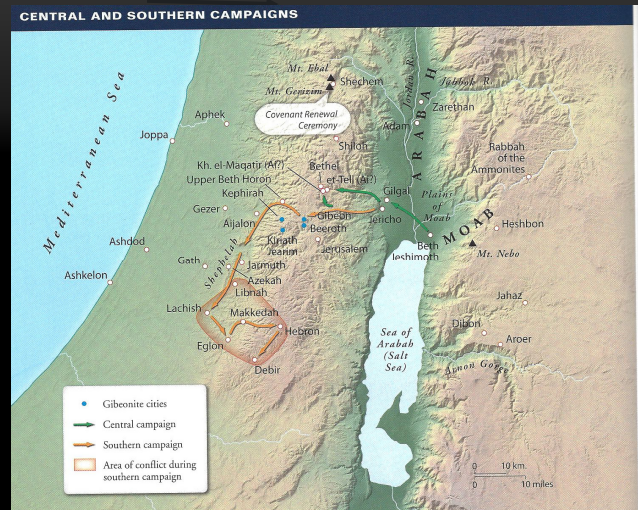 CENTRAL AND SOUTHERN CAMPAIGNS
Mediterranean Sea
Mt. Ebal
Shechem
Mt. Gerizim
Covenant Renewal
Ceremony
Jordan R.
ARABAH
Jabbok R.
Zarethan
Adam
Aphek
Joppa
Shiloh
Rabbah
of the
Ammonites
Kh. el-Maqatir (Ai?)
Bethel
et-Tell (Ai?)
Upper Beth Horon
Kephirah
Gilgal
Plains
of
Moab
Gezer
Gibeon
Jericho
Aijalon
Beeroth
MOAB
Heshbon
Kiriath
Jearim
Jerusalem
Beth
Jeshimoth
Mt. Nebo
Ashdod
Gath
Shephelah
Jarmuth
Ashkelon
Azekah
Libnah
Lachish
Makkedah
Hebron
Eglon
Debir
Jahaz
Dibon
Aroer
Arnon Gorge
Sea of
Arabah
(Salt
Sea)
Gibeonite cities
Central campaign
Southern campaign
Area of conflict during
southern campaign
0 10 km.
0 10 miles